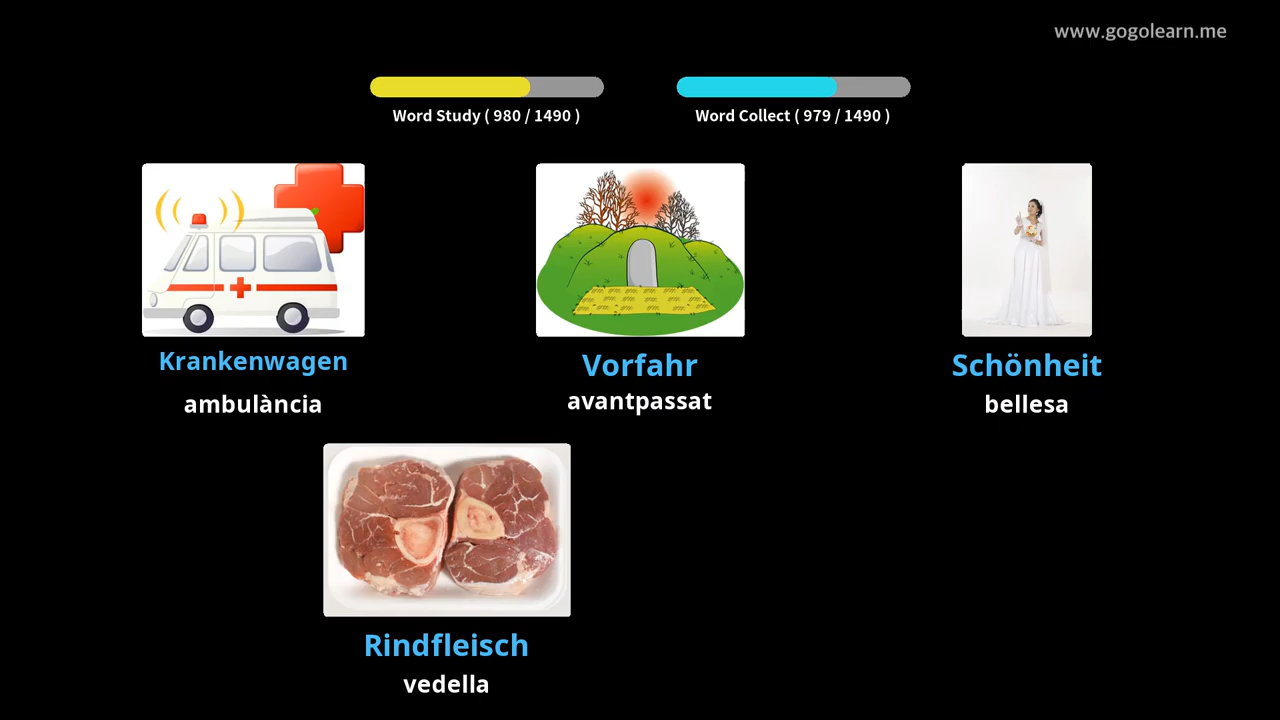 www.gogolearn.me
Word Study ( 980 / 1490 )
Word Collect ( 979 / 1490 )
Krankenwagen
ambulància
Vorfahr
avantpassat
Schönheit
bellesa
Rindfleisch
vedella